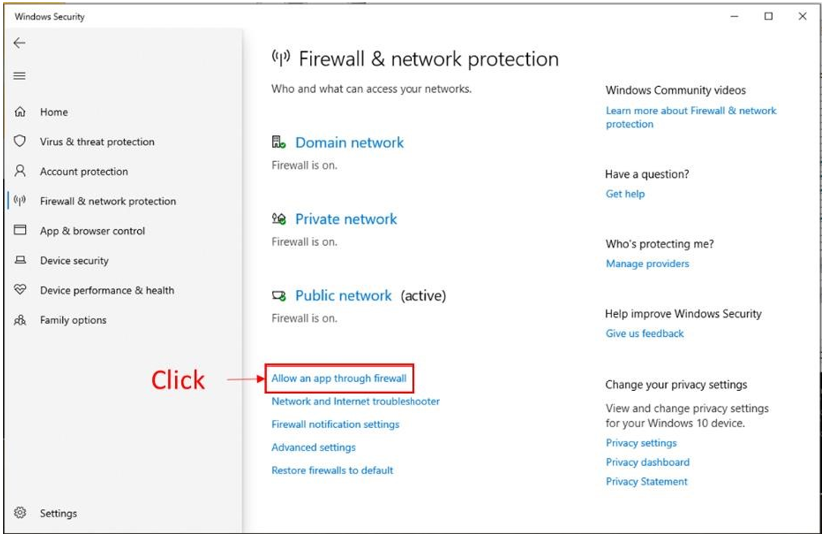 Windows Security
Home
Virus & threat protection
Account protection
Firewall & network protection
App & browser control
Device security
Device performance & health
Family options
Settings
Firewall & network protection
Who and what can access your networks.
Domain network
Firewall is on.
Private network
Firewall is on.
Public network (active)
Firewall is on.
Click
Allow an app through firewall
Network and Internet troubleshooter
Firewall notification settings
Advanced settings
Restore firewalls to default
Windows Community videos
Learn more about Firewall & network
protection
Have a question?
Get help
Who's protecting me?
Manage providers
Help improve Windows Security
Give us feedback
Change your privacy settings
View and change privacy settings
for your Windows 10 device.
Privacy settings
Privacy dashboard
Privacy Statement